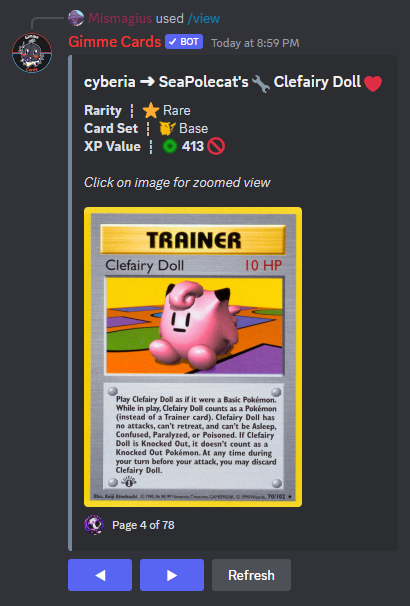 Mismagius used /view
Gimme Cards ✓ BOT Today at 8:59 PM
cyberia ➜ SeaPolecat's 🔧 Clefairy Doll ❤
Rarity ¦ ⭐ Rare
Card Set ¦ Base
XP Value ¦ 413 🚫
Click on image for zoomed view
TRAINER
Clefairy Doll 10 HP
Play Clefairy Doll as if it were a Basic Pokémon.
While in play, Clefairy Doll counts as a Pokémon
(instead of a Trainer card). Clefairy Doll has
no attacks, can't retreat, and can't be Asleep,
Confused, Paralyzed, or Poisoned. If Clefairy
Doll is Knocked Out, it doesn't count as a
Knocked Out Pokémon. At any time during
your turn before your attack, you may discard
Clefairy Doll.
70/102 ★
Page 4 of 78
Refresh